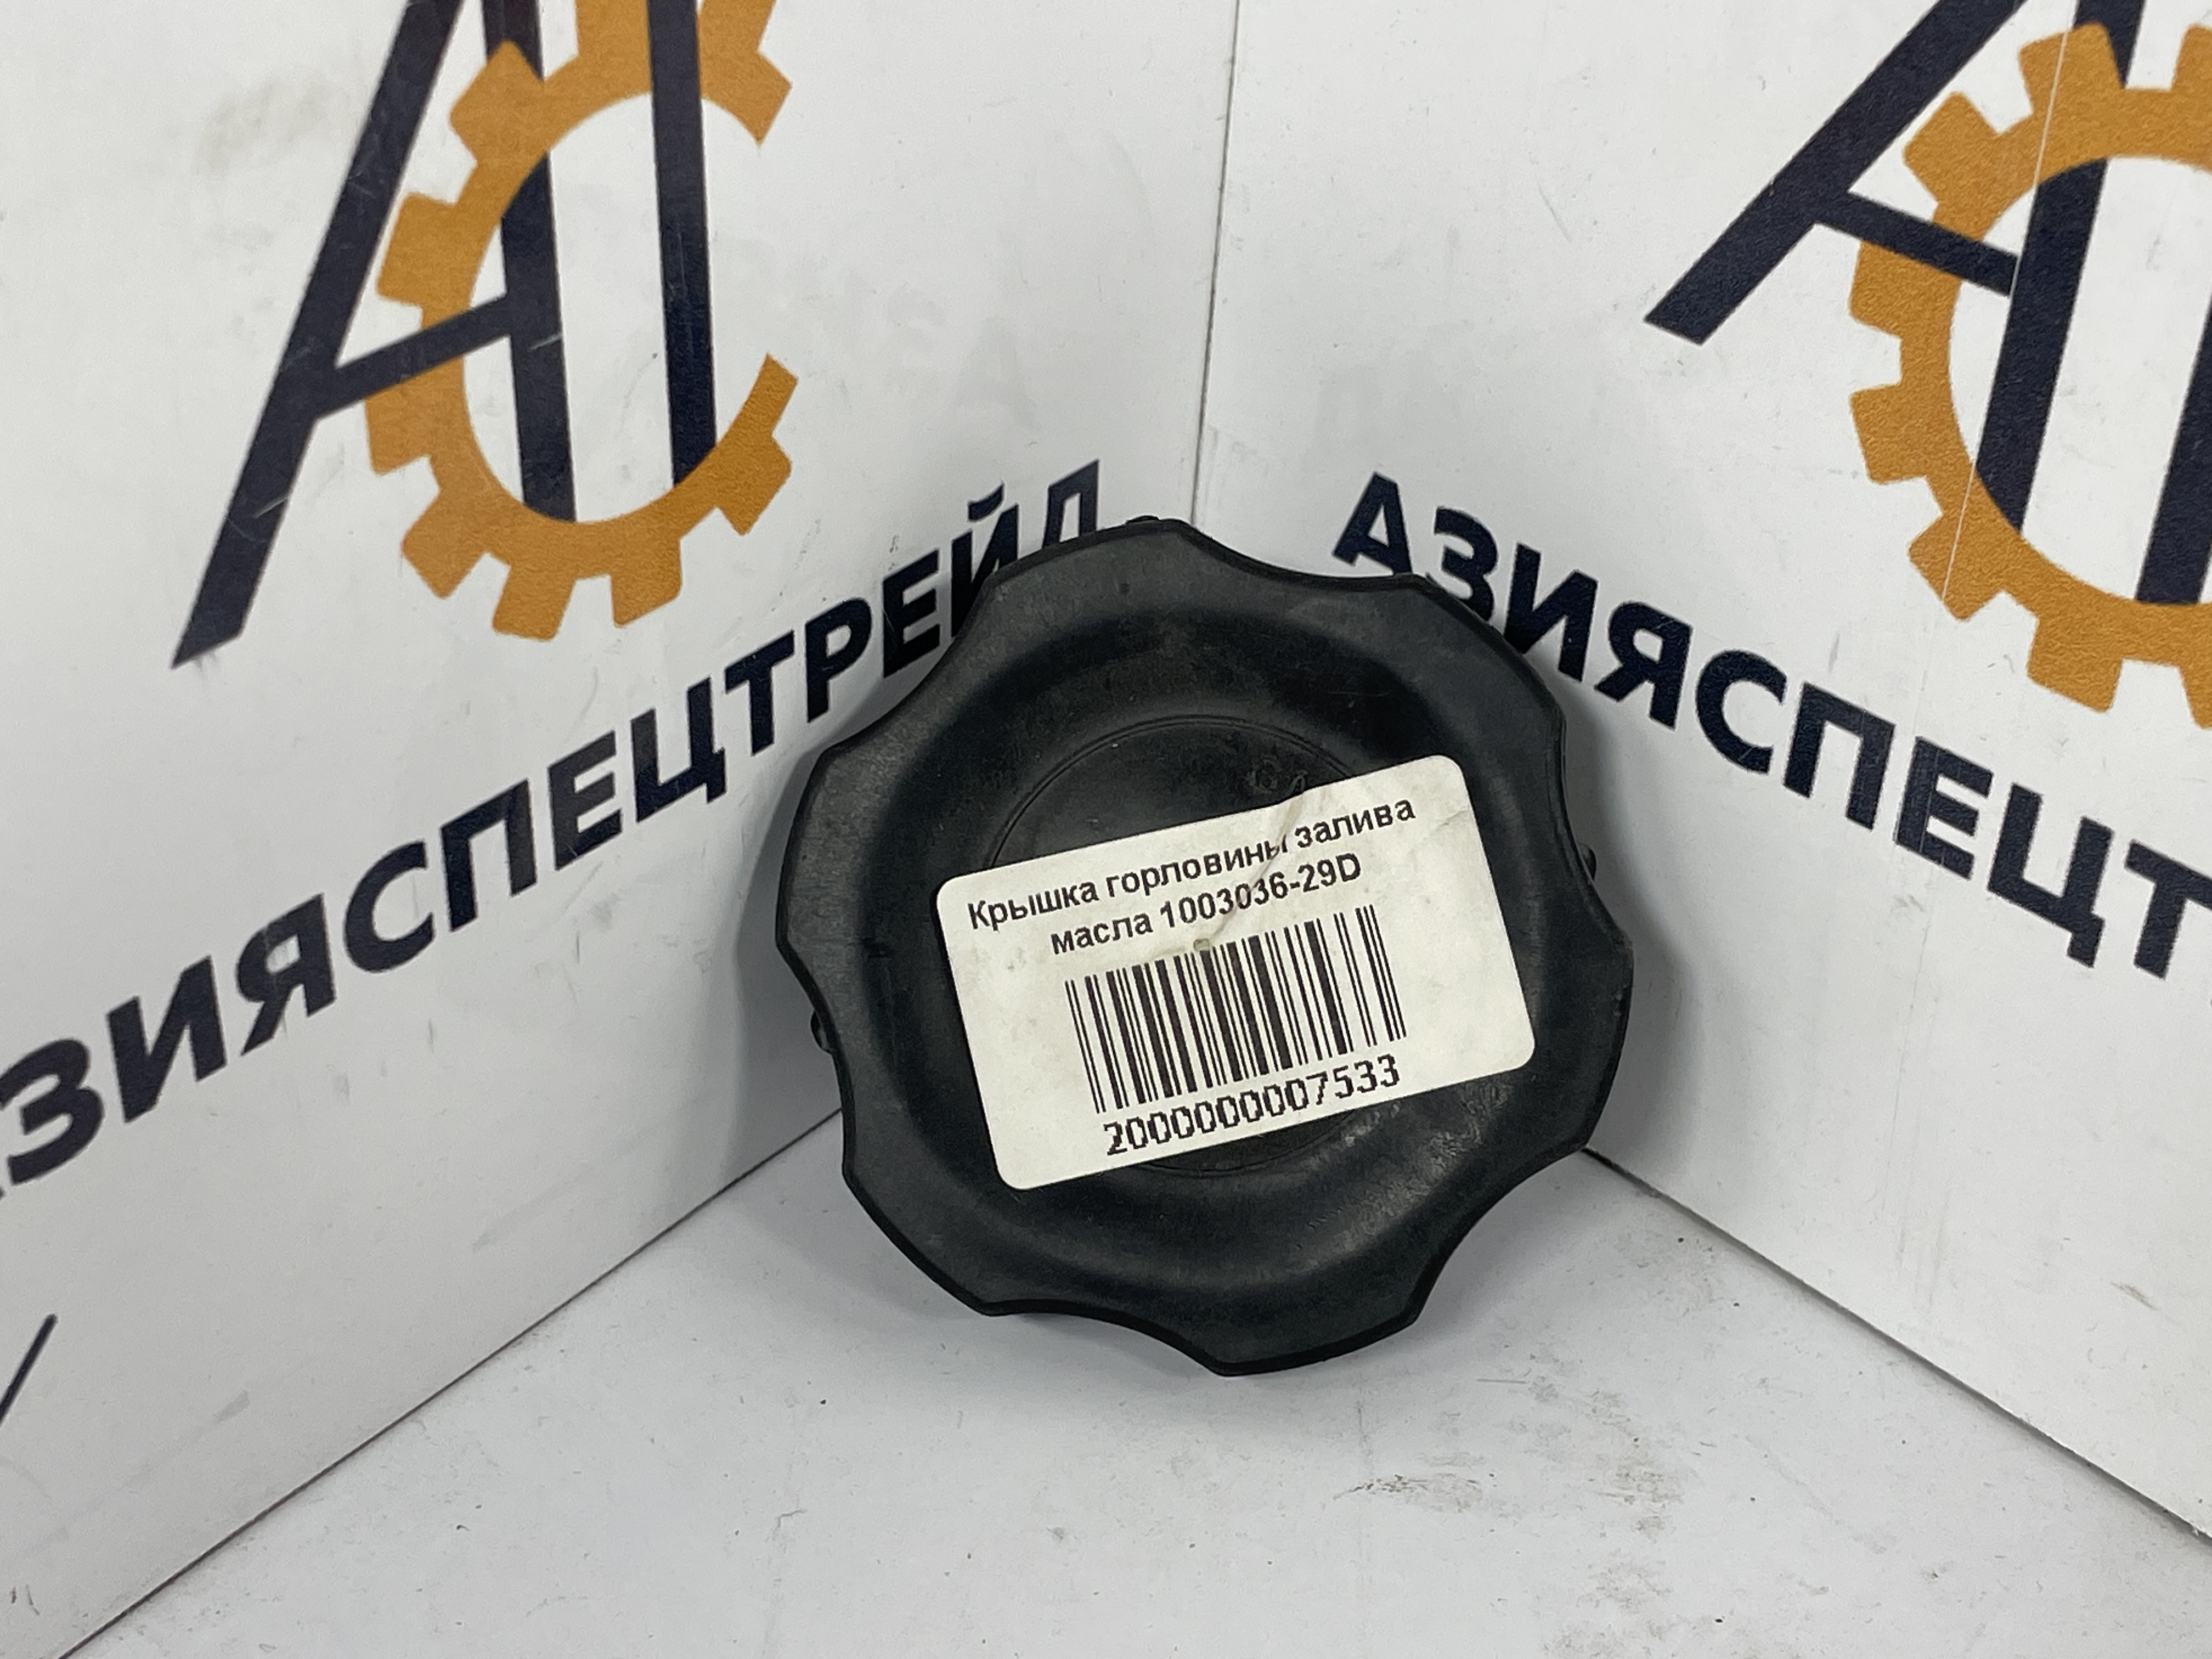 АЗИЯСПЕЦТРЕЙД
АЗИЯСПЕЦТ
Крышка горловины залива
масла 1003036-29D
2000000007533